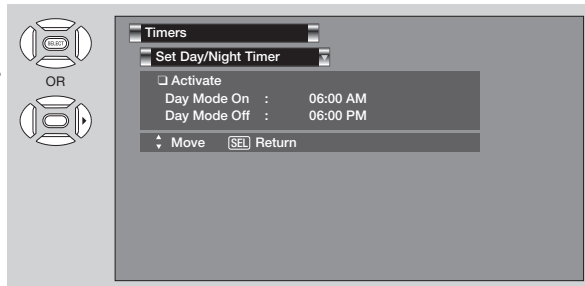 SELECT
OR
Timers
Set Day/Night Timer
❑ Activate
Day Mode On : 06:00 AM
Day Mode Off : 06:00 PM
Move SEL Return